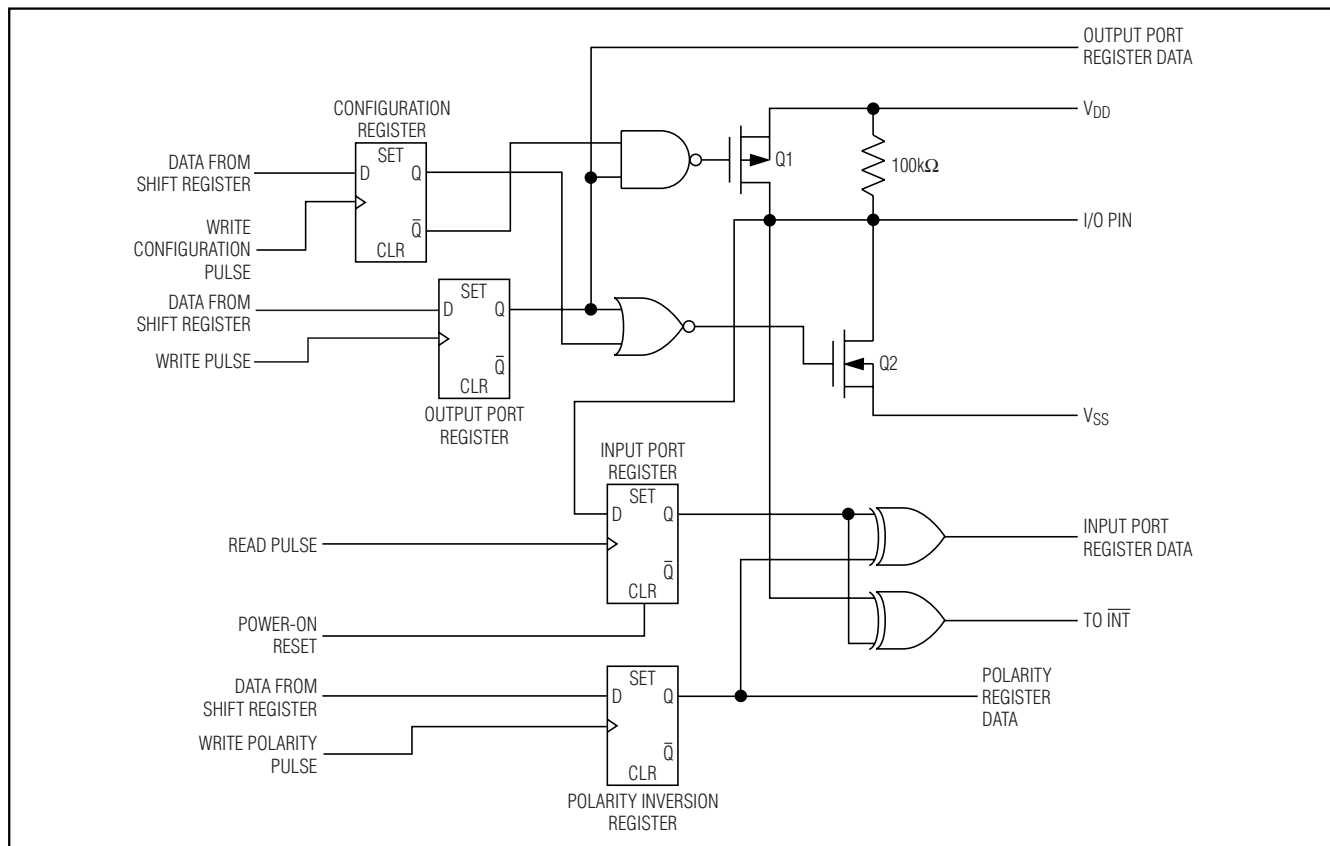 OUTPUT PORT
REGISTER DATA
CONFIGURATION
REGISTER
V_DD
SET
DATA FROM
SHIFT REGISTER
D
Q
Q1
100kΩ
I/O PIN
WRITE
CONFIGURATION
PULSE
Q̅
CLR
DATA FROM
SHIFT REGISTER
SET
D
Q
WRITE PULSE
Q̅
CLR
Q2
OUTPUT PORT
REGISTER
V_SS
INPUT PORT
REGISTER
SET
D
Q
READ PULSE
Q̅
CLR
INPUT PORT
REGISTER DATA
POWER-ON
RESET
TO I̅N̅T̅
DATA FROM
SHIFT REGISTER
SET
D
Q
POLARITY
REGISTER
DATA
WRITE POLARITY
PULSE
Q̅
CLR
POLARITY INVERSION
REGISTER